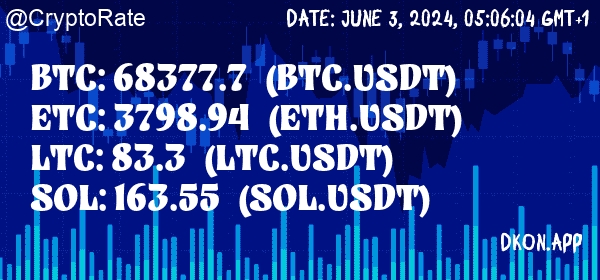 @CryptoRate
DATE: JUNE 3, 2024, 05:06:04 GMT+1
BTC: 68377.7 (BTC.USDT)
ETC: 3798.94 (ETH.USDT)
LTC: 83.3 (LTC.USDT)
SOL: 163.55 (SOL.USDT)
DKON.APP